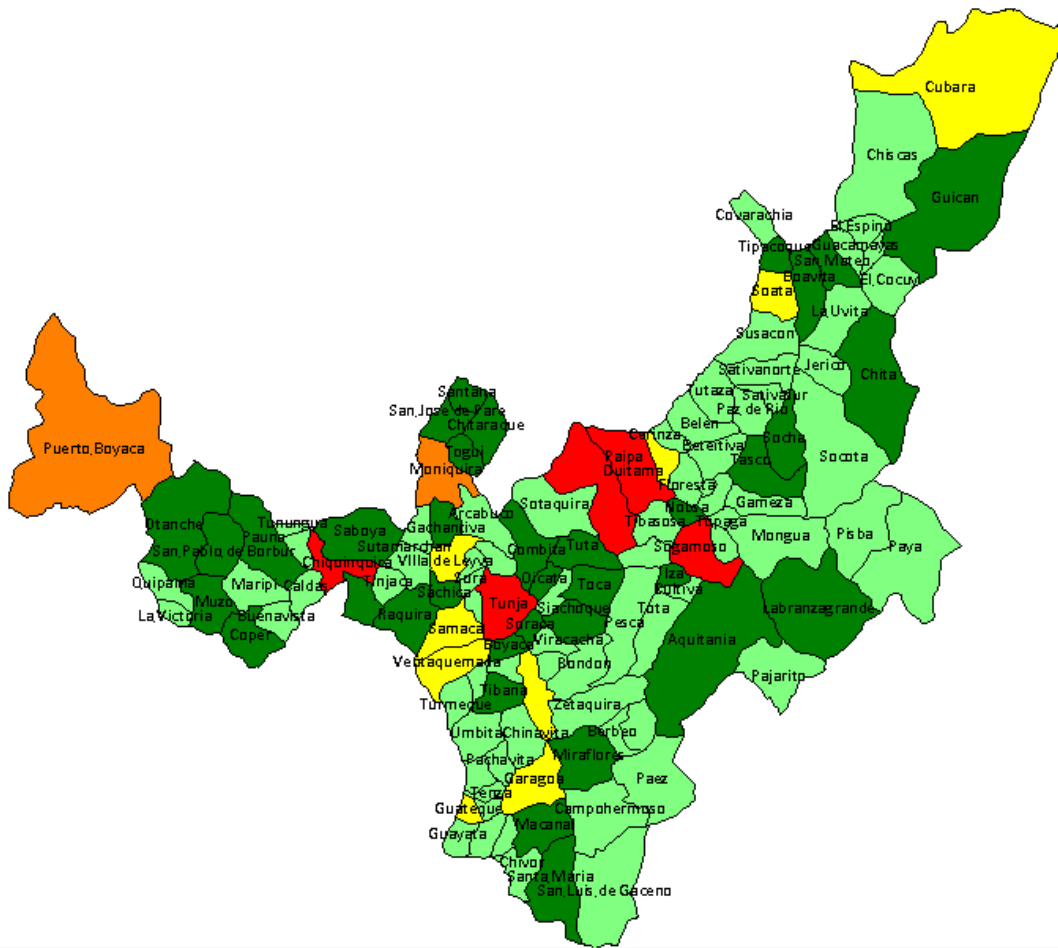 Cubara
Chiscas
Guican
Covarachia
El Espino
Tipacoque
Guacamayas
San Mateo
Boavita
El Cocuy
Soata
La Uvita
Susacon
Jerico
Chita
Sativanorte
Tutaza
Sativasur
Paz de Rio
Santana
San Jose de Pare
Chitaraque
Belen
Socha
Cerinza
Beteitiva
Togui
Puerto Boyaca
Paipa
Duitama
Tasco
Socota
Moniquira
Floresta
Sotaquira
Gameza
Nobsa
Arcabuco
Tibasosa
Topaga
Otanche
Tunungua
Saboya
Gachantiva
Mongua
Pisba
Pauna
Paya
San Pablo de Borbur
Sutamarchan
Combita
Tuta
Sogamoso
Chiquinquira
Villa de Leyva
Quipama
Maripi
Caldas
Tinjaca
Sora
Oicata
Toca
Iza
Cuitiva
Muzo
Sachica
Tunja
La Victoria
Buenavista
Raquira
Siachoque
Tota
Labranzagrande
Coper
Samaca
Soraca
Pesca
Aquitania
Boyaca
Viracacha
Ventaquemada
Rondon
Pajarito
Tibana
Turmeque
Zetaquira
Umbita
Chinavita
Berbeo
Pachavita
Miraflores
Garagoa
Paez
Tenza
Guateque
Campohermoso
Guayata
Macanal
Chivor
Santa Maria
San Luis de Gaceno